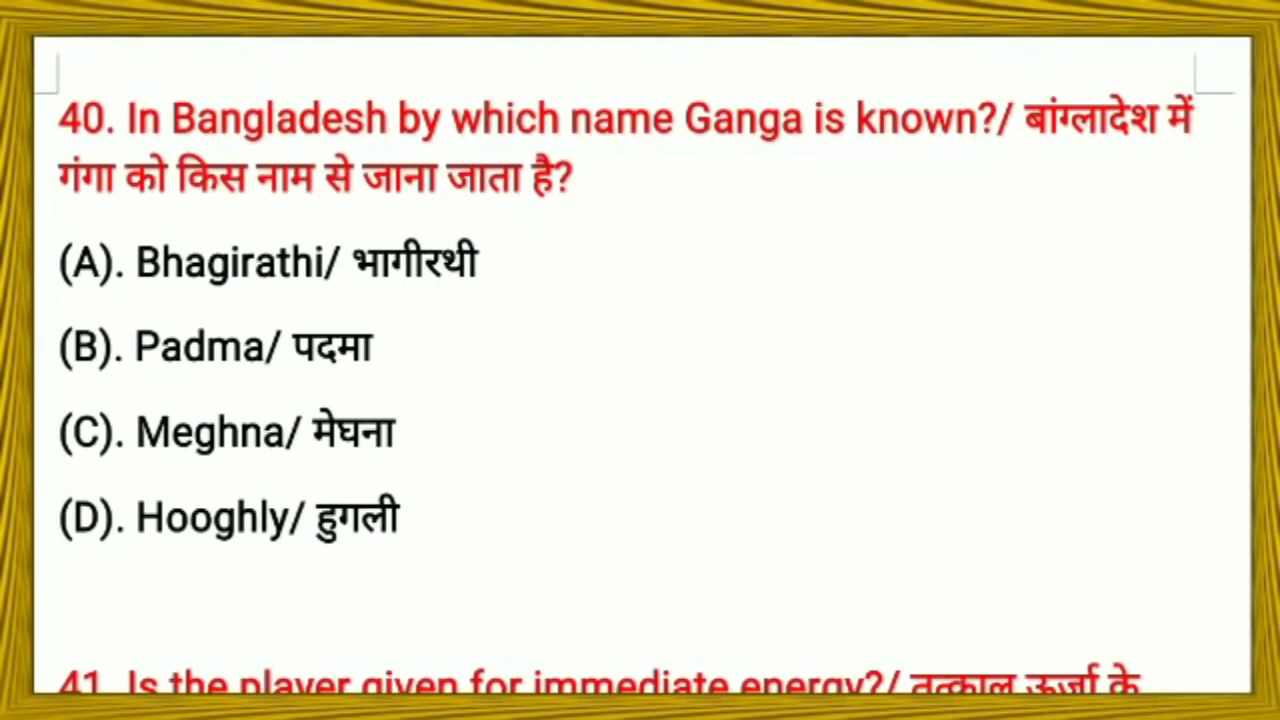 40. In Bangladesh by which name Ganga is known?/ बांग्लादेश में
गंगा को किस नाम से जाना जाता है?
(A). Bhagirathi/ भागीरथी
(B). Padma/ पदमा
(C). Meghna/ मेघना
(D). Hooghly/ हुगली
41. Is the player given for immediate energy?/ तत्काल ऊर्जा के